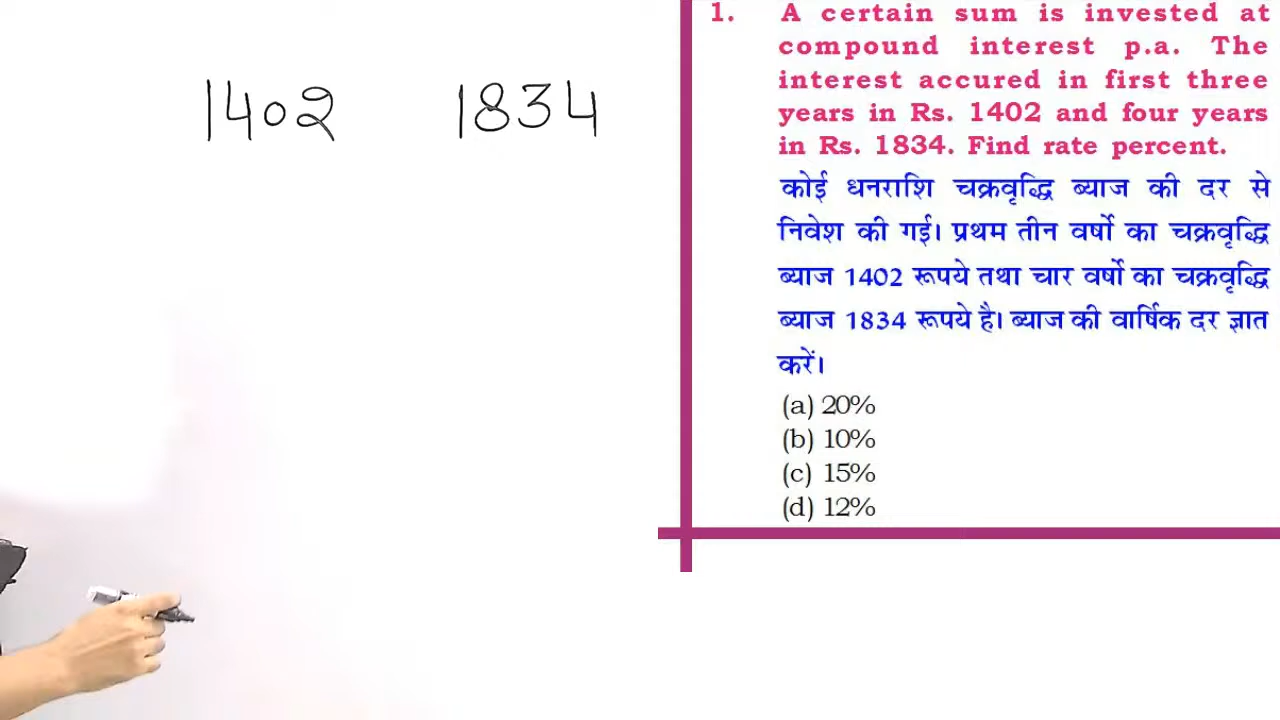 1402 1834
1. A certain sum is invested at
compound interest p.a. The
interest accured in first three
years in Rs. 1402 and four years
in Rs. 1834. Find rate percent.
कोई धनराशि चक्रवृद्धि ब्याज की दर से
निवेश की गई। प्रथम तीन वर्षो का चक्रवृद्धि
ब्याज 1402 रूपये तथा चार वर्षो का चक्रवृद्धि
ब्याज 1834 रूपये है। ब्याज की वार्षिक दर ज्ञात
करें।
(a) 20%
(b) 10%
(c) 15%
(d) 12%